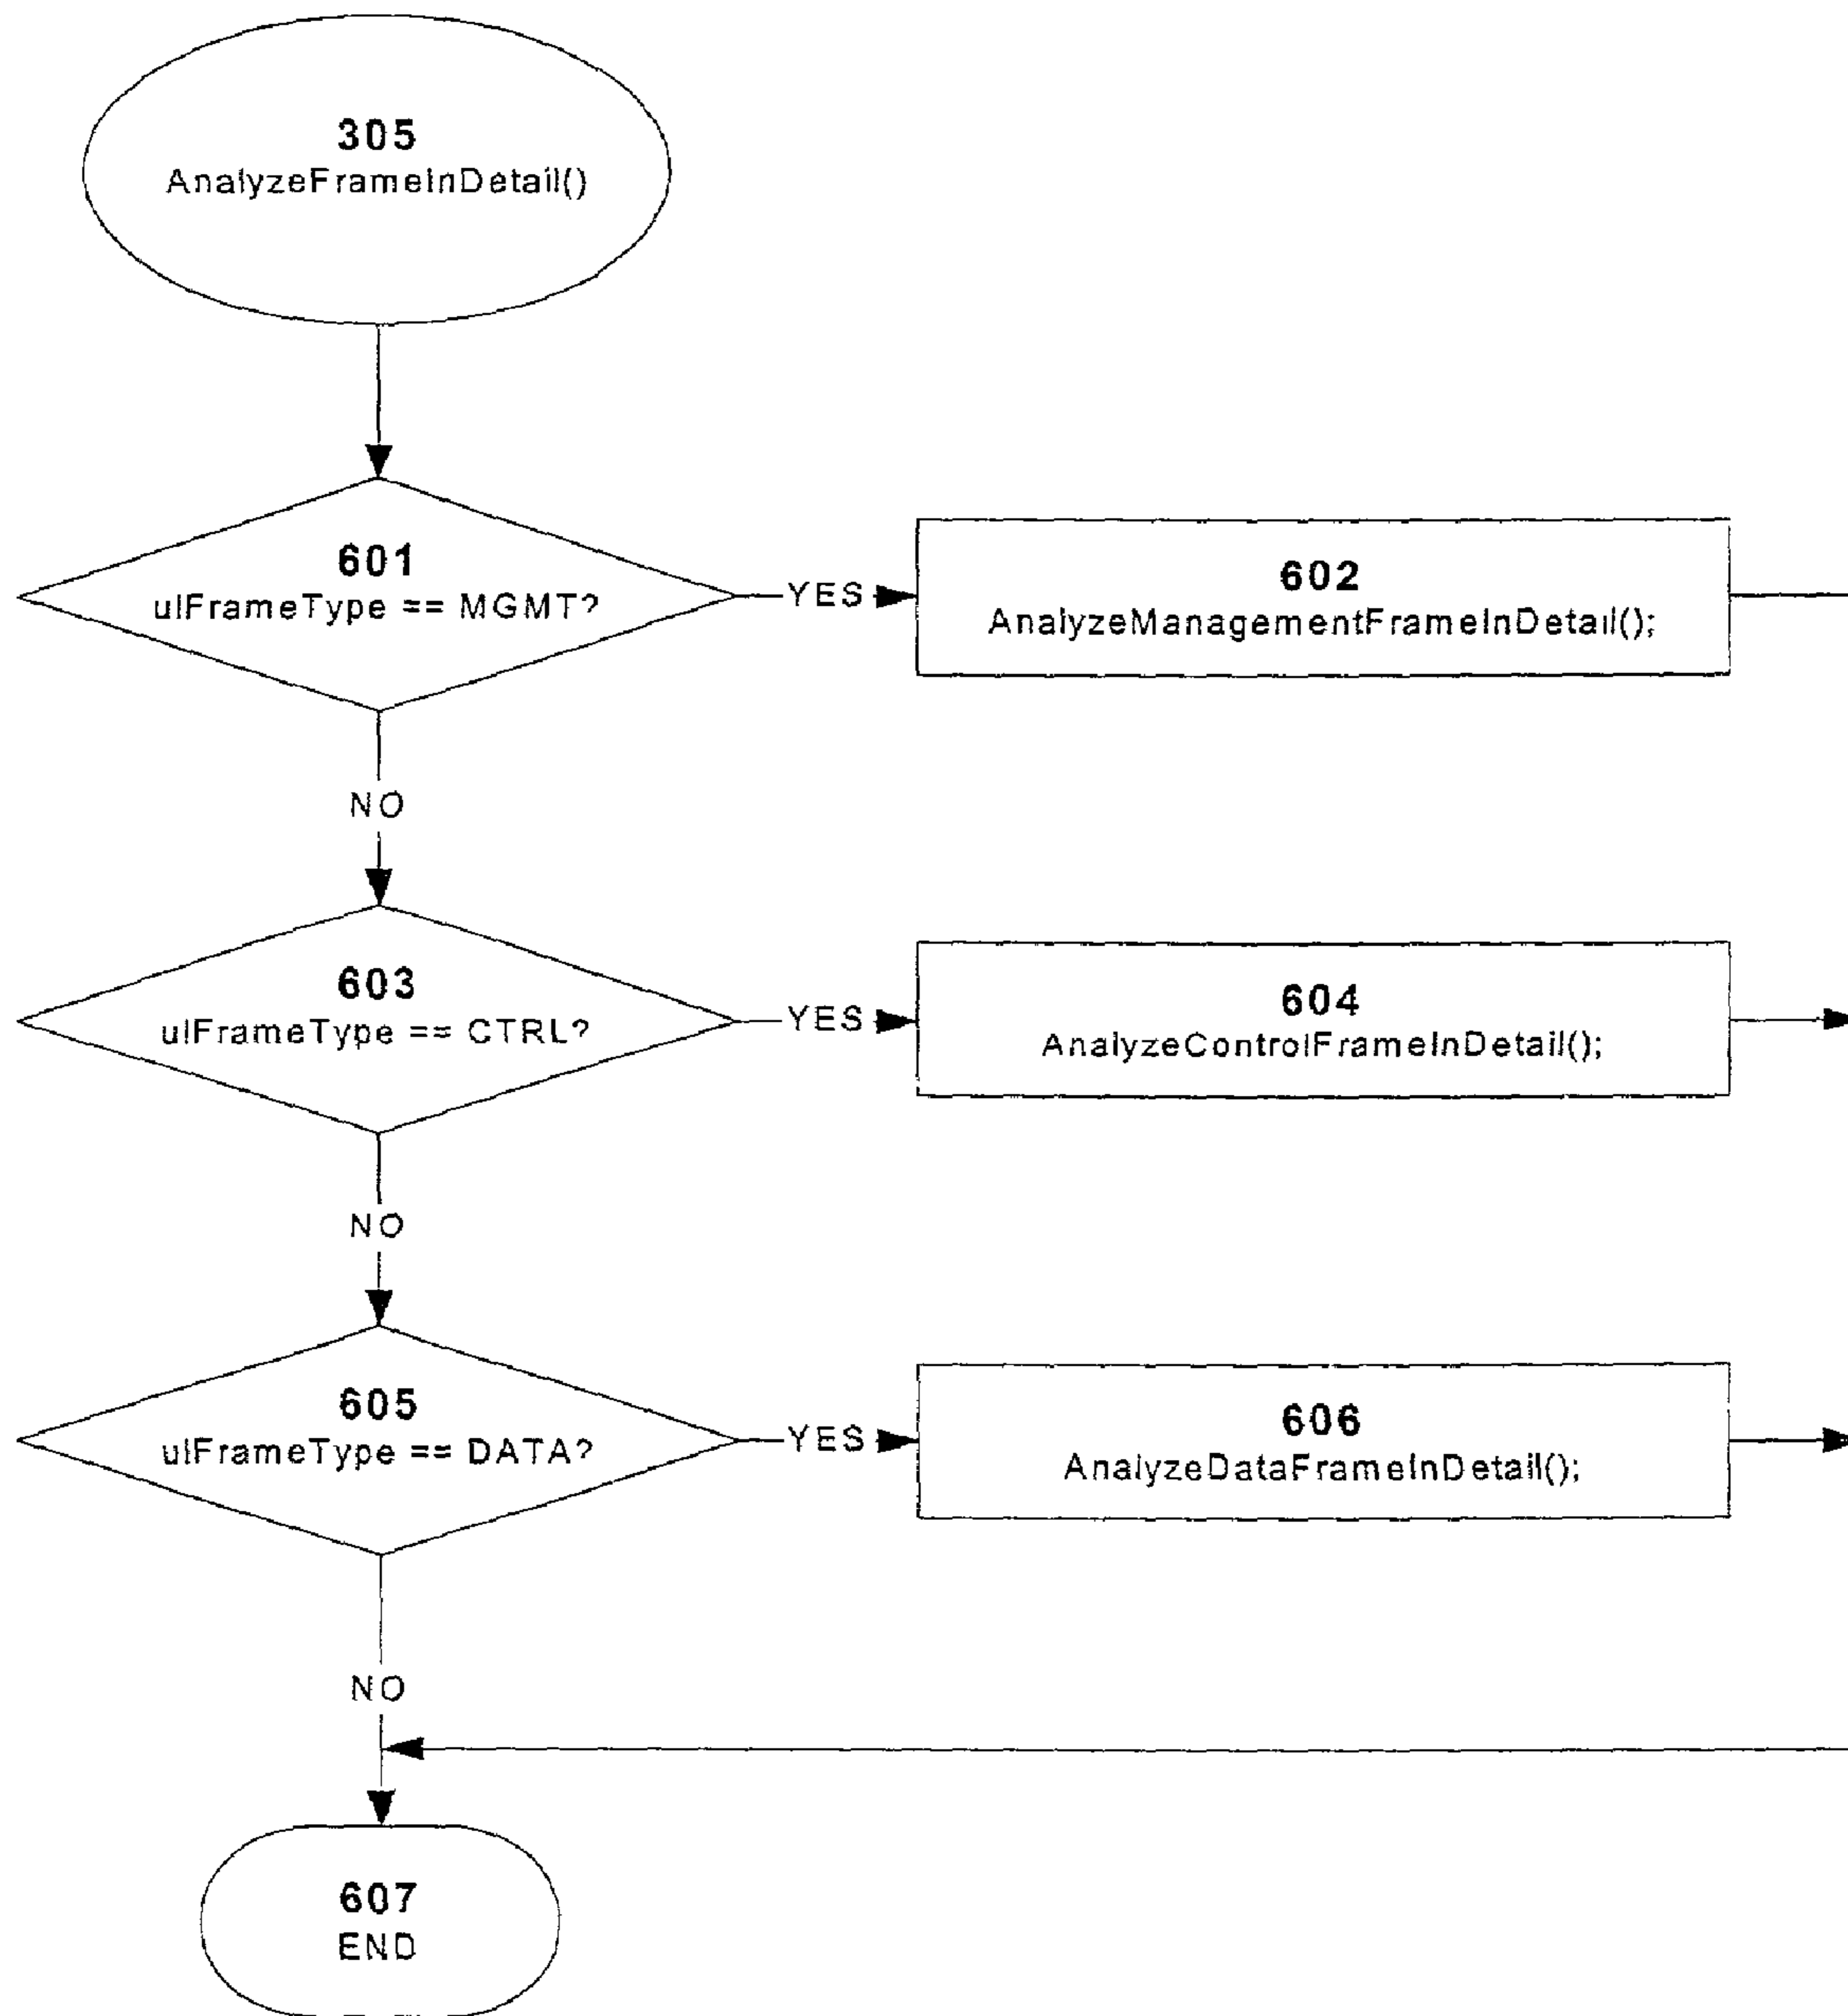 305
AnalyzeFrameInDetail()
601
ulFrameType == MGMT?
YES
602
AnalyzeManagementFrameInDetail();
NO
603
ulFrameType == CTRL?
YES
604
AnalyzeControlFrameInDetail();
NO
605
ulFrameType == DATA?
YES
606
AnalyzeDataFrameInDetail();
NO
607
END